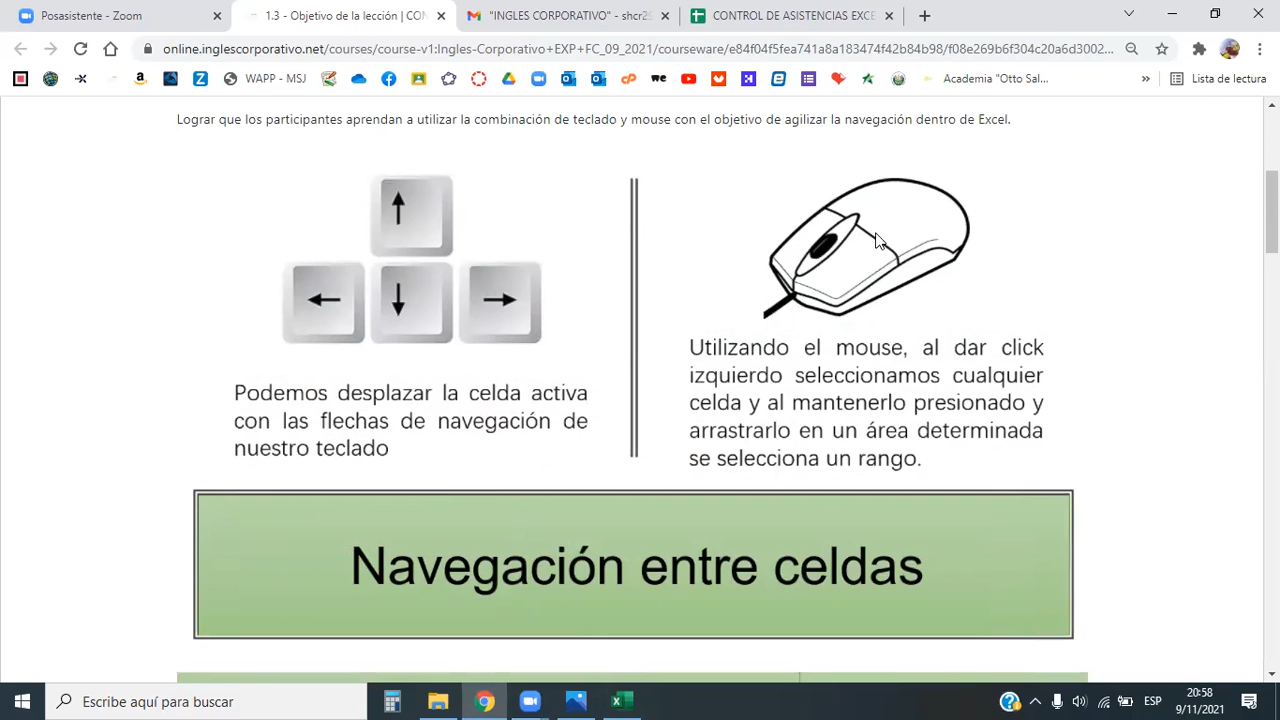 Posasistente - Zoom
1.3 - Objetivo de la lección | CON
"INGLES CORPORATIVO" - shcr25
CONTROL DE ASISTENCIAS EXCE
online.inglescorporativo.net/courses/course-v1:Ingles-Corporativo+EXP+FC_09_2021/courseware/e84f04f5fea741a8a183474f42b84b98/f08e269b6f304c20a6d3002...
WAPP - MSJ
we
Academia "Otto Sal...
»
Lista de lectura
Lograr que los participantes aprendan a utilizar la combinación de teclado y mouse con el objetivo de agilizar la navegación dentro de Excel.
Podemos desplazar la celda activa
con las flechas de navegación de
nuestro teclado
Utilizando el mouse, al dar click
izquierdo seleccionamos cualquier
celda y al mantenerlo presionado y
arrastrarlo en un área determinada
se selecciona un rango.
Navegación entre celdas
Escribe aquí para buscar
ESP
20:58
9/11/2021